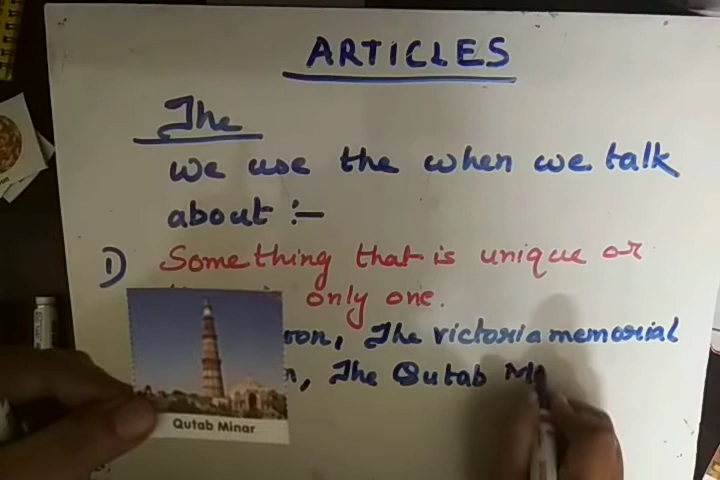 ARTICLES
The
We use the when we talk
about :-
1) Something that is unique or
only one.
The victoria memorial
The Qutab
Qutab Minar